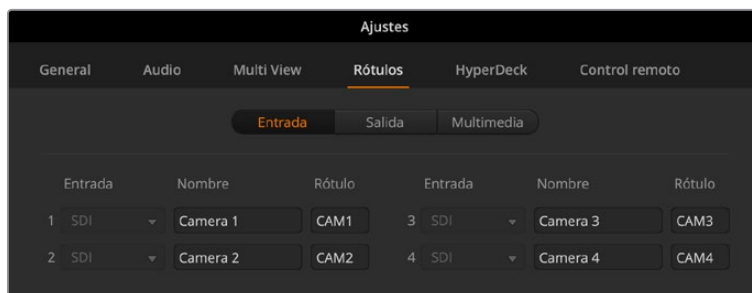 Ajustes
General Audio Multi View Rótulos HyperDeck Control remoto
Entrada Salida Multimedia
Entrada Nombre Rótulo Entrada Nombre Rótulo
1 SDI Camera 1 CAM1 3 SDI Camera 3 CAM3
2 SDI Camera 2 CAM2 4 SDI Camera 4 CAM4